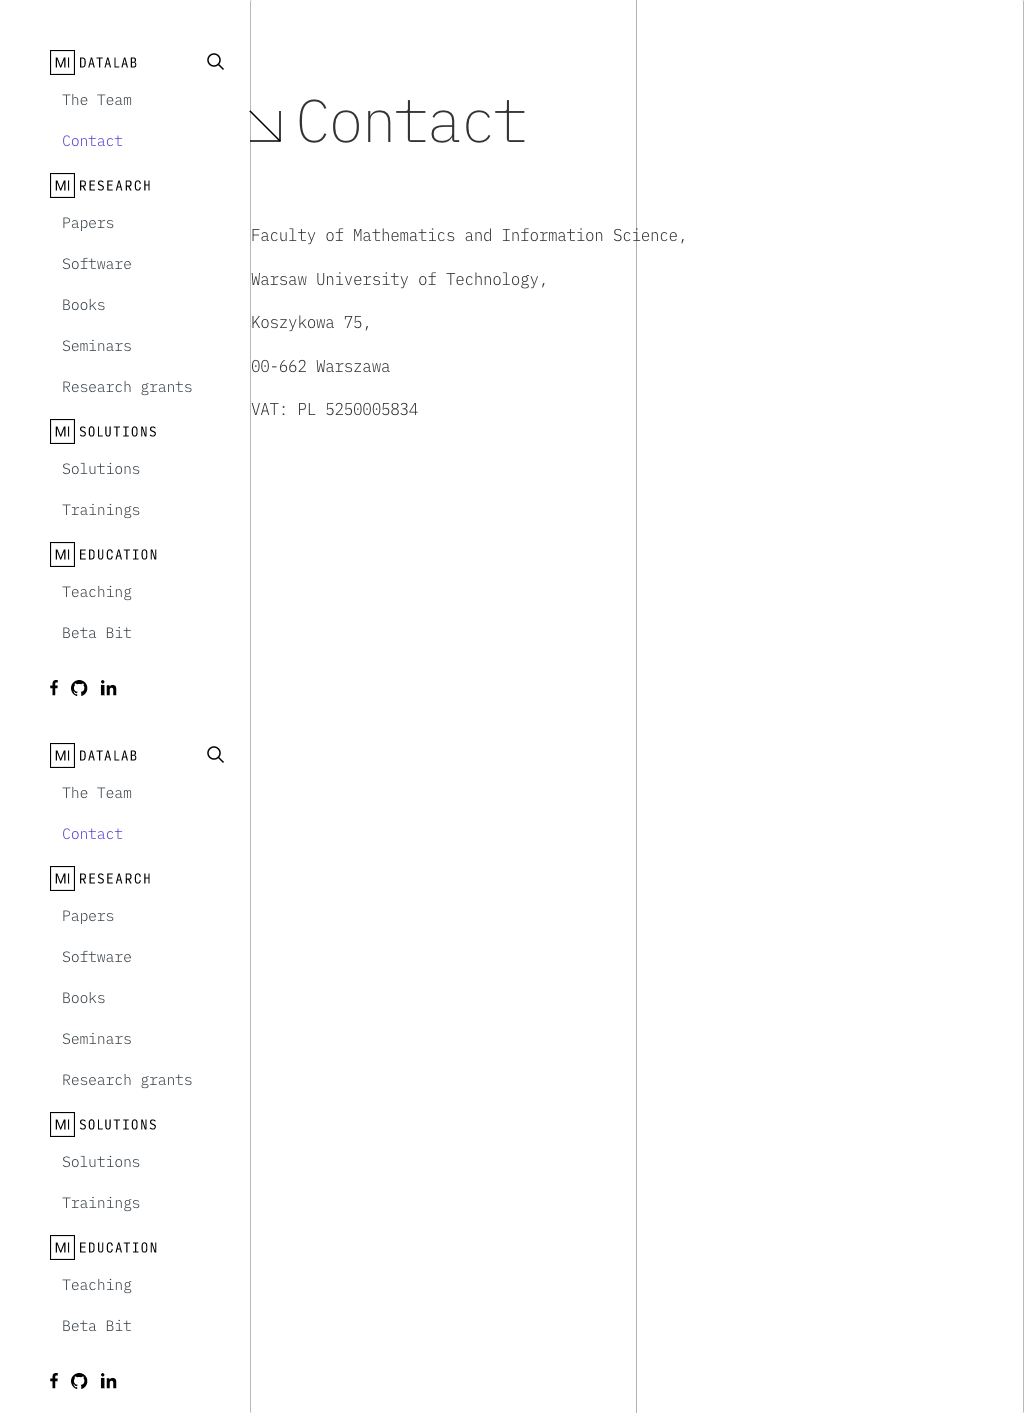 MI DATALAB
The Team
Contact
MI RESEARCH
Papers
Software
Books
Seminars
Research grants
MI SOLUTIONS
Solutions
Trainings
MI EDUCATION
Teaching
Beta Bit
MI DATALAB
The Team
Contact
MI RESEARCH
Papers
Software
Books
Seminars
Research grants
MI SOLUTIONS
Solutions
Trainings
MI EDUCATION
Teaching
Beta Bit
Contact
Faculty of Mathematics and Information Science,
Warsaw University of Technology,
Koszykowa 75,
00-662 Warszawa
VAT: PL 5250005834